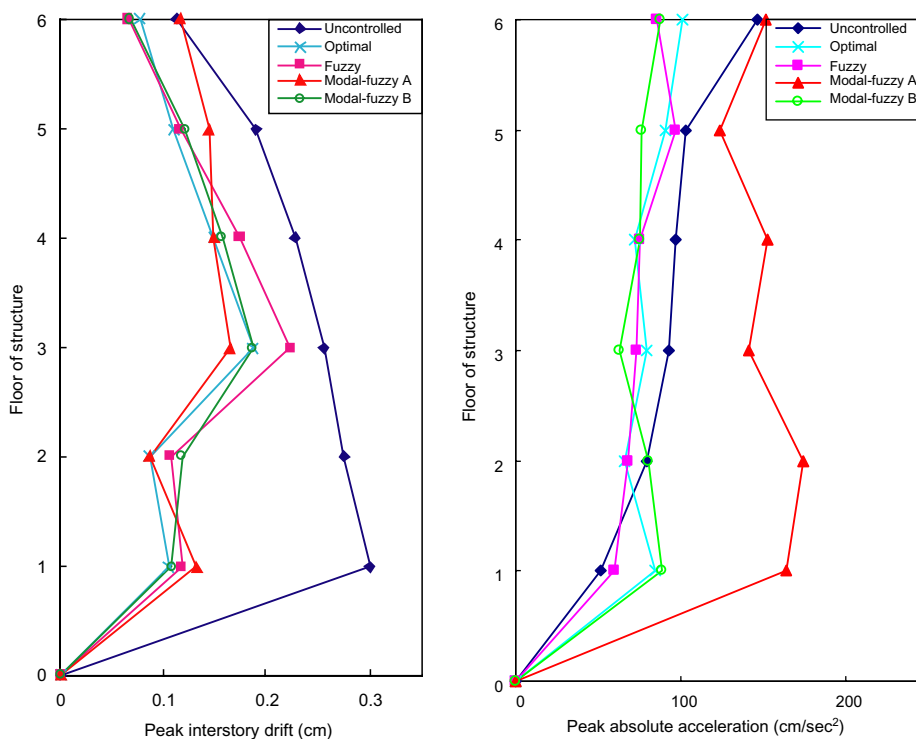 6
5
4
3
2
1
0
Floor of structure
Uncontrolled
Optimal
Fuzzy
Modal-fuzzy A
Modal-fuzzy B
0
0.1
0.2
0.3
Peak interstory drift (cm)
6
5
4
3
2
1
0
Floor of structure
Uncontrolled
Optimal
Fuzzy
Modal-fuzzy A
Modal-fuzzy B
0
100
200
Peak absolute acceleration (cm/sec²)